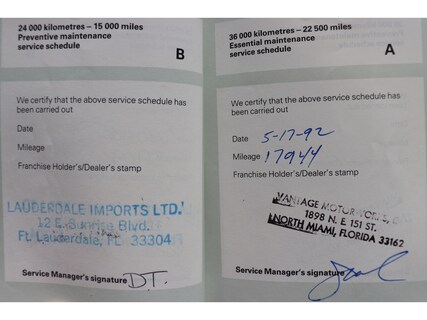 24 000 kilometres – 15 000 miles
Preventive maintenance
service schedule
B
We certify that the above service schedule has
been carried out
Date
Mileage
Franchise Holder's/Dealer's stamp
LAUDERDALE IMPORTS LTD.
12 E. Sunrise Blvd.
Ft. Lauderdale, FL 33304
Service Manager's signature D.T.
36 000 kilometres – 22 500 miles
Essential maintenance
service schedule
A
We certify that the above service schedule has
been carried out
Date 5-17-92
Mileage 17944
Franchise Holder's/Dealer's stamp
VANTAGE MOTORWORKS,
1898 N. E. 151 ST.
NORTH MIAMI, FLORIDA 33162
Service Manager's signature